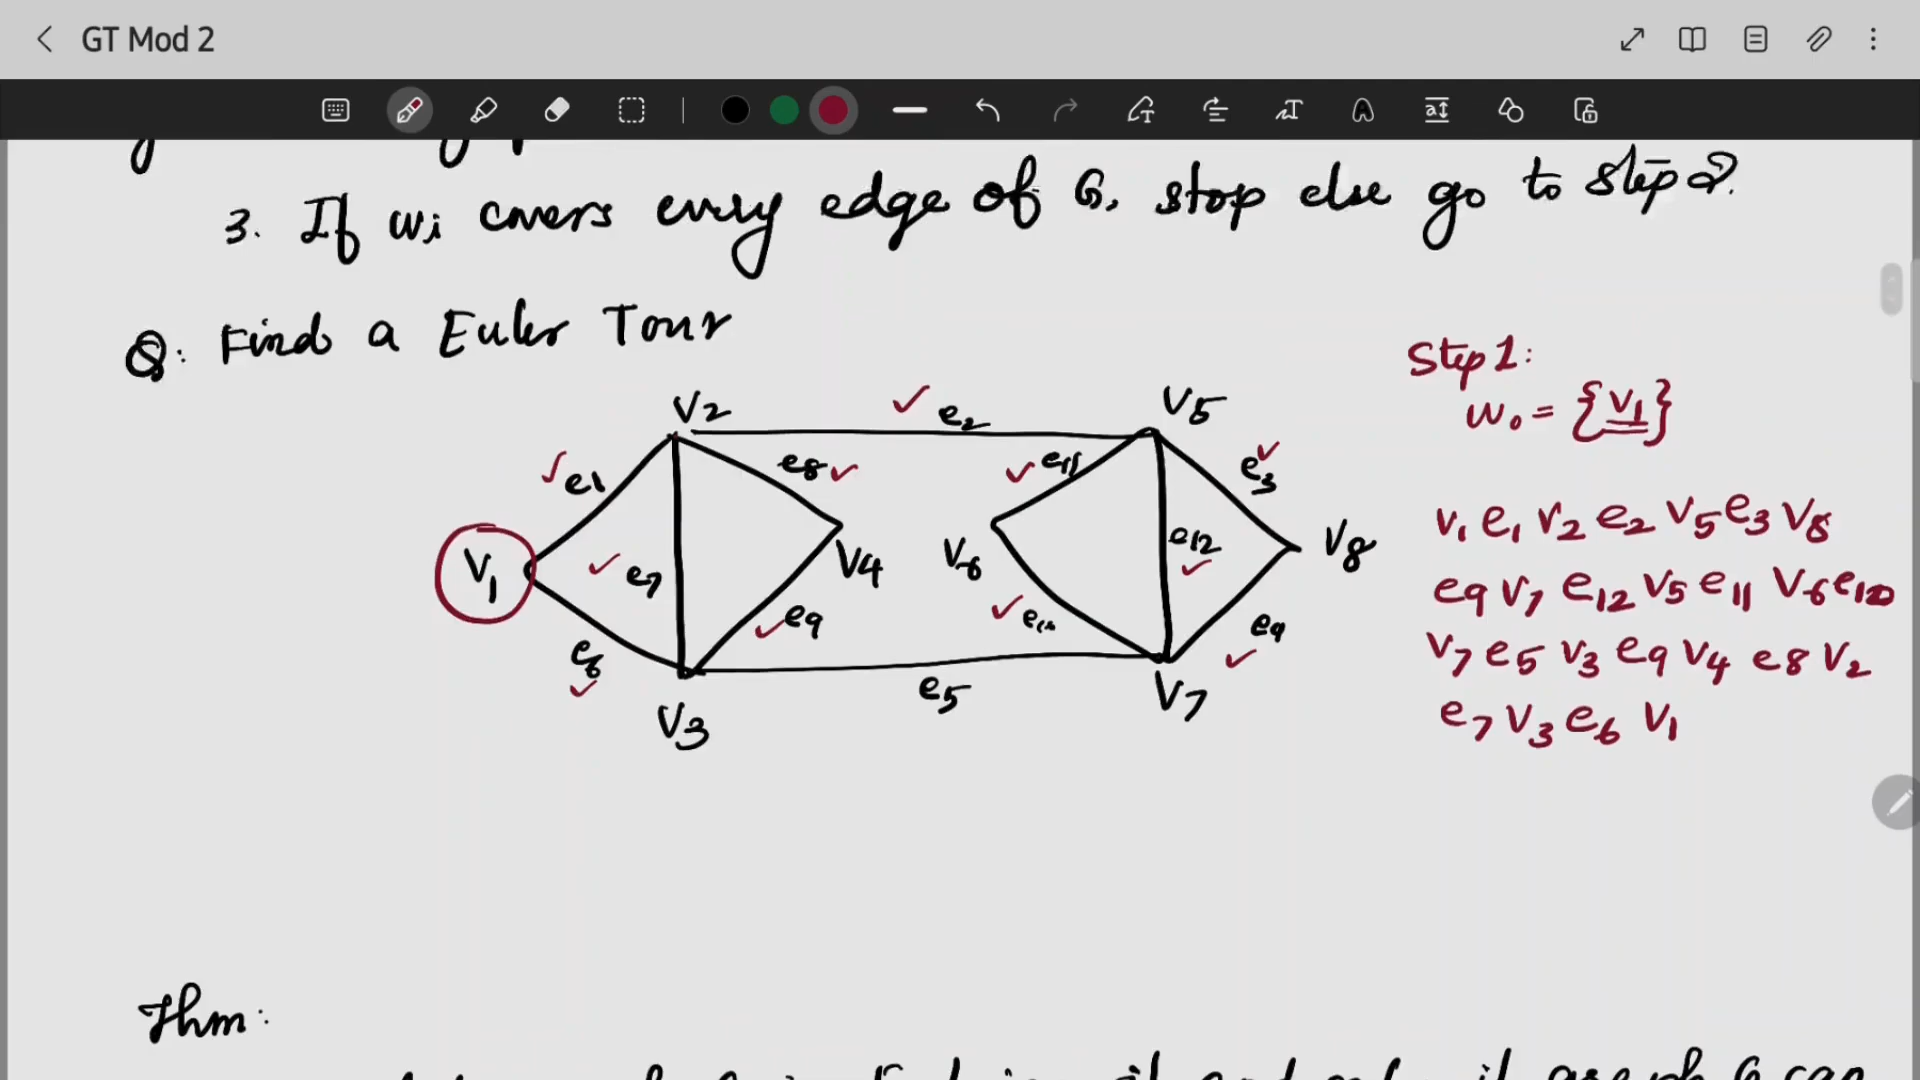 GT Mod 2
3. If wi covers every edge of G, stop else go to step 2.
Q: Find a Euler Tour
Step 1:
w0 = {v1}
V2
e2
V5
e1
e8
e11
e3
V1
e7
V4
V6
e12
V8
e6
e9
e10
e9
V3
e5
V7
v1 e1 v2 e2 v5 e3 v8
e9 v7 e12 v5 e11 v6 e10
v7 e5 v3 e9 v4 e8 v2
e7 v3 e6 v1
Thm: